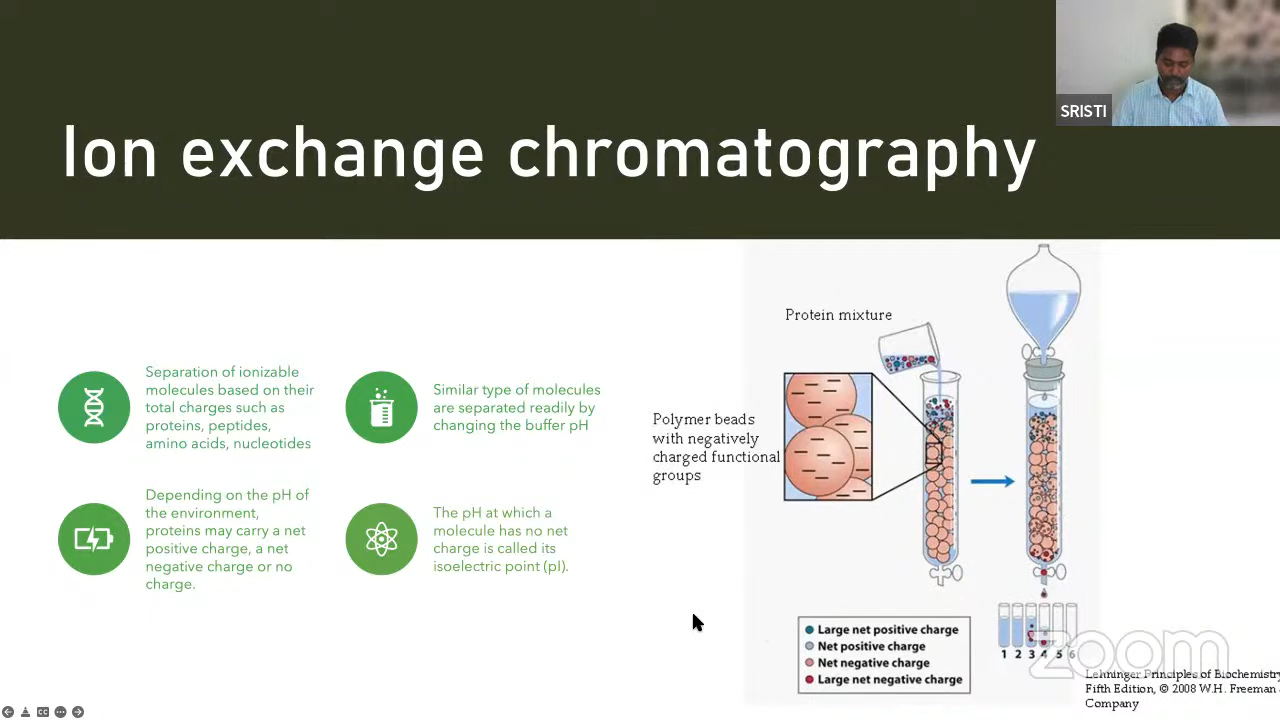 SRISTI
Ion exchange chromatography
Separation of ionizable
molecules based on their
total charges such as
proteins, peptides,
amino acids, nucleotides
Similar type of molecules
are separated readily by
changing the buffer pH
Depending on the pH of
the environment,
proteins may carry a net
positive charge, a net
negative charge or no
charge.
The pH at which a
molecule has no net
charge is called its
isoelectric point (pI).
Protein mixture
Polymer beads
with negatively
charged functional
groups
Large net positive charge
Net positive charge
Net negative charge
Large net negative charge
1 2 3 4 5 6
zoom
Lehninger Principles of Biochemistry
Fifth Edition, © 2008 W.H. Freeman
Company
CC